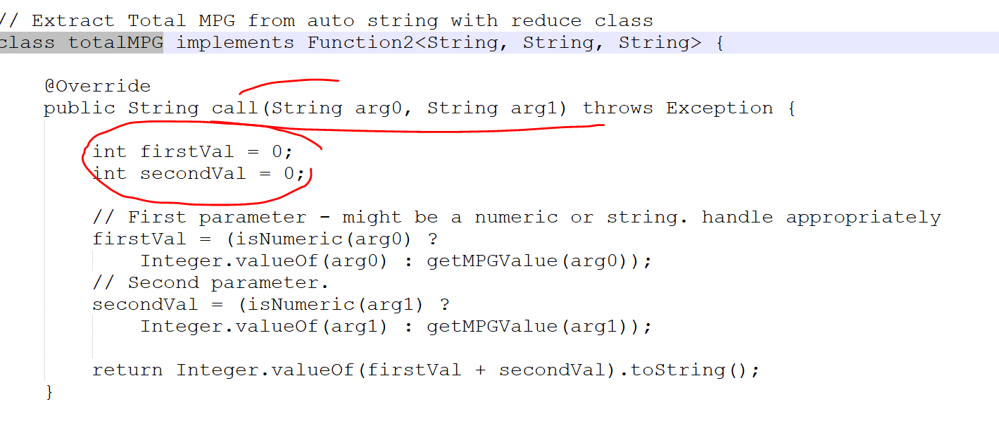 // Extract Total MPG from auto string with reduce class
class totalMPG implements Function2<String, String, String> {
@Override
public String call(String arg0, String arg1) throws Exception {
int firstVal = 0;
int secondVal = 0;
// First parameter - might be a numeric or string. handle appropriately
firstVal = (isNumeric(arg0) ?
Integer.valueOf(arg0) : getMPGValue(arg0));
// Second parameter.
secondVal = (isNumeric(arg1) ?
Integer.valueOf(arg1) : getMPGValue(arg1));
return Integer.valueOf(firstVal + secondVal).toString();
}